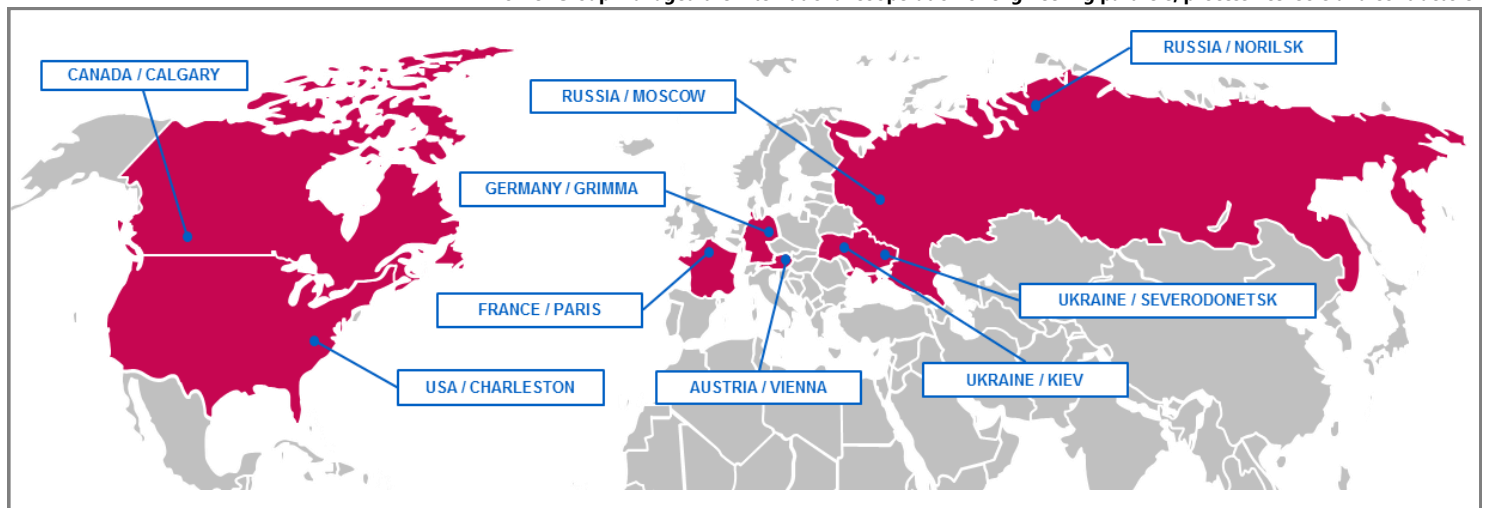 RUSSIA / NORILSK
CANADA / CALGARY
RUSSIA / MOSCOW
GERMANY / GRIMMA
UKRAINE / SEVERODONETSK
FRANCE / PARIS
UKRAINE / KIEV
USA / CHARLESTON
AUSTRIA / VIENNA